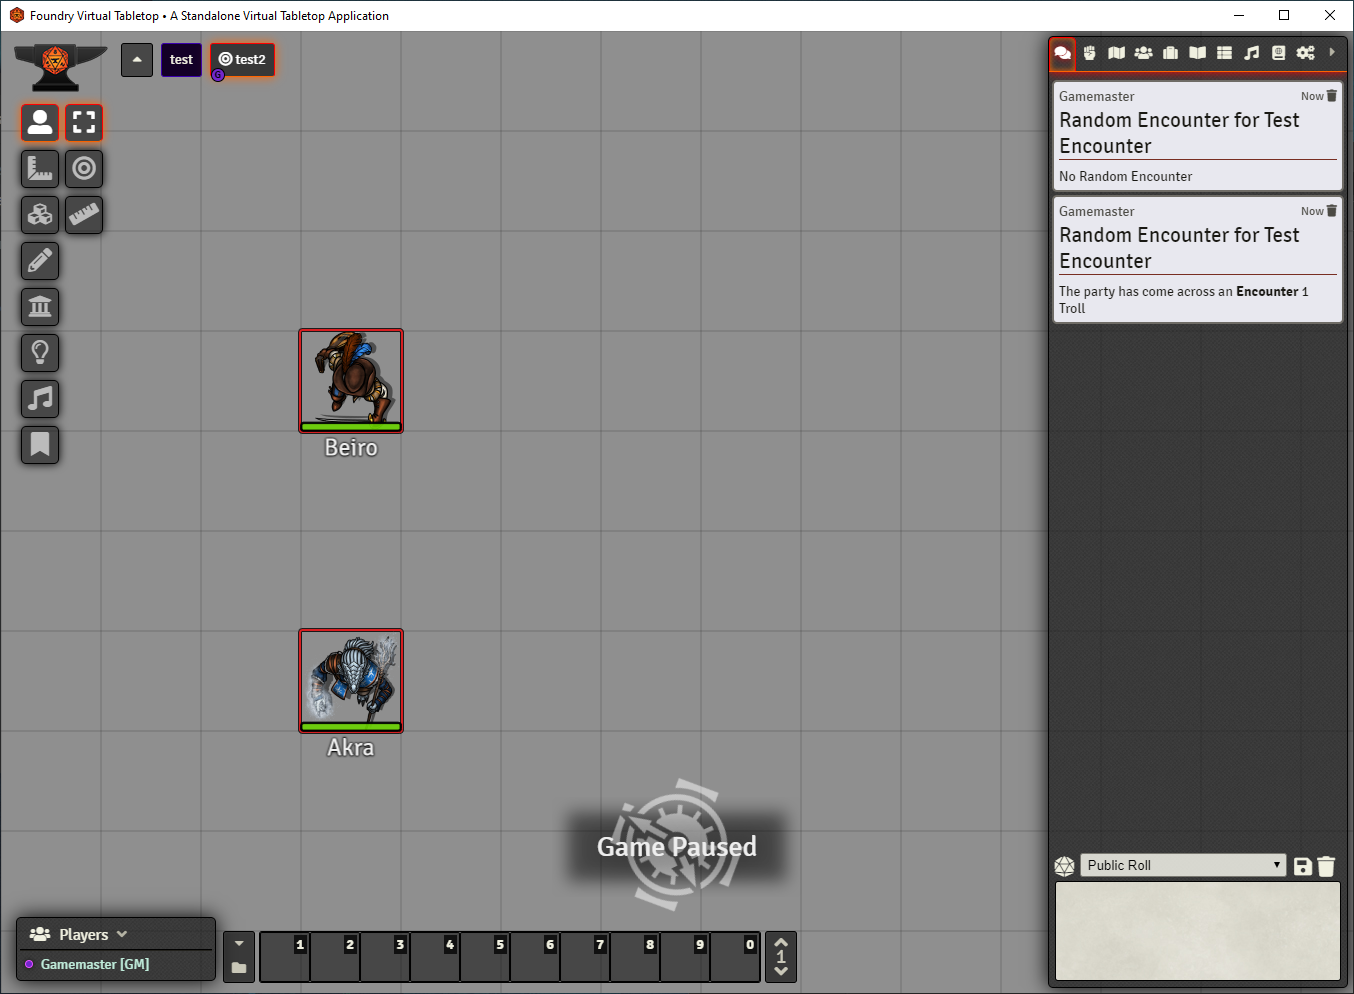 Foundry Virtual Tabletop • A Standalone Virtual Tabletop Application
test
test2
G
Gamemaster
Now
Random Encounter for Test
Encounter
No Random Encounter
Gamemaster
Now
Random Encounter for Test
Encounter
The party has come across an Encounter 1
Troll
Beiro
Akra
Game Paused
Public Roll
Players
Gamemaster [GM]
1 2 3 4 5 6 7 8 9 0
1